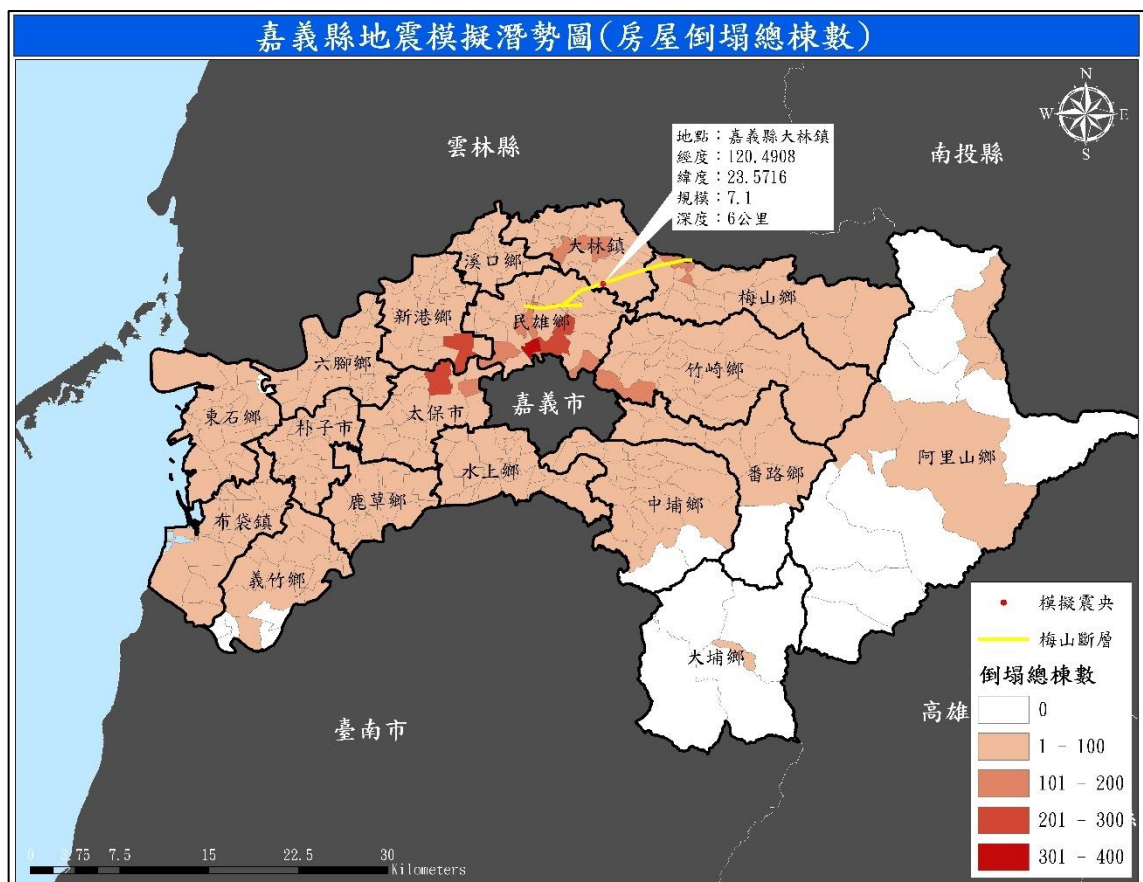 嘉義縣地震模擬潛勢圖(房屋倒塌總棟數)
N
W
E
S
地點：嘉義縣大林鎮
經度：120.4908
緯度：23.5716
規模：7.1
深度：6公里
雲林縣
南投縣
大林鎮
溪口鄉
梅山鄉
新港鄉
民雄鄉
六腳鄉
竹崎鄉
嘉義市
太保市
東石鄉
朴子市
阿里山鄉
水上鄉
番路鄉
鹿草鄉
中埔鄉
布袋鎮
義竹鄉
大埔鄉
臺南市
高雄
模擬震央
梅山斷層
倒塌總棟數
0
1 - 100
101 - 200
201 - 300
301 - 400
0 3.75 7.5 15 22.5 30
Kilometers